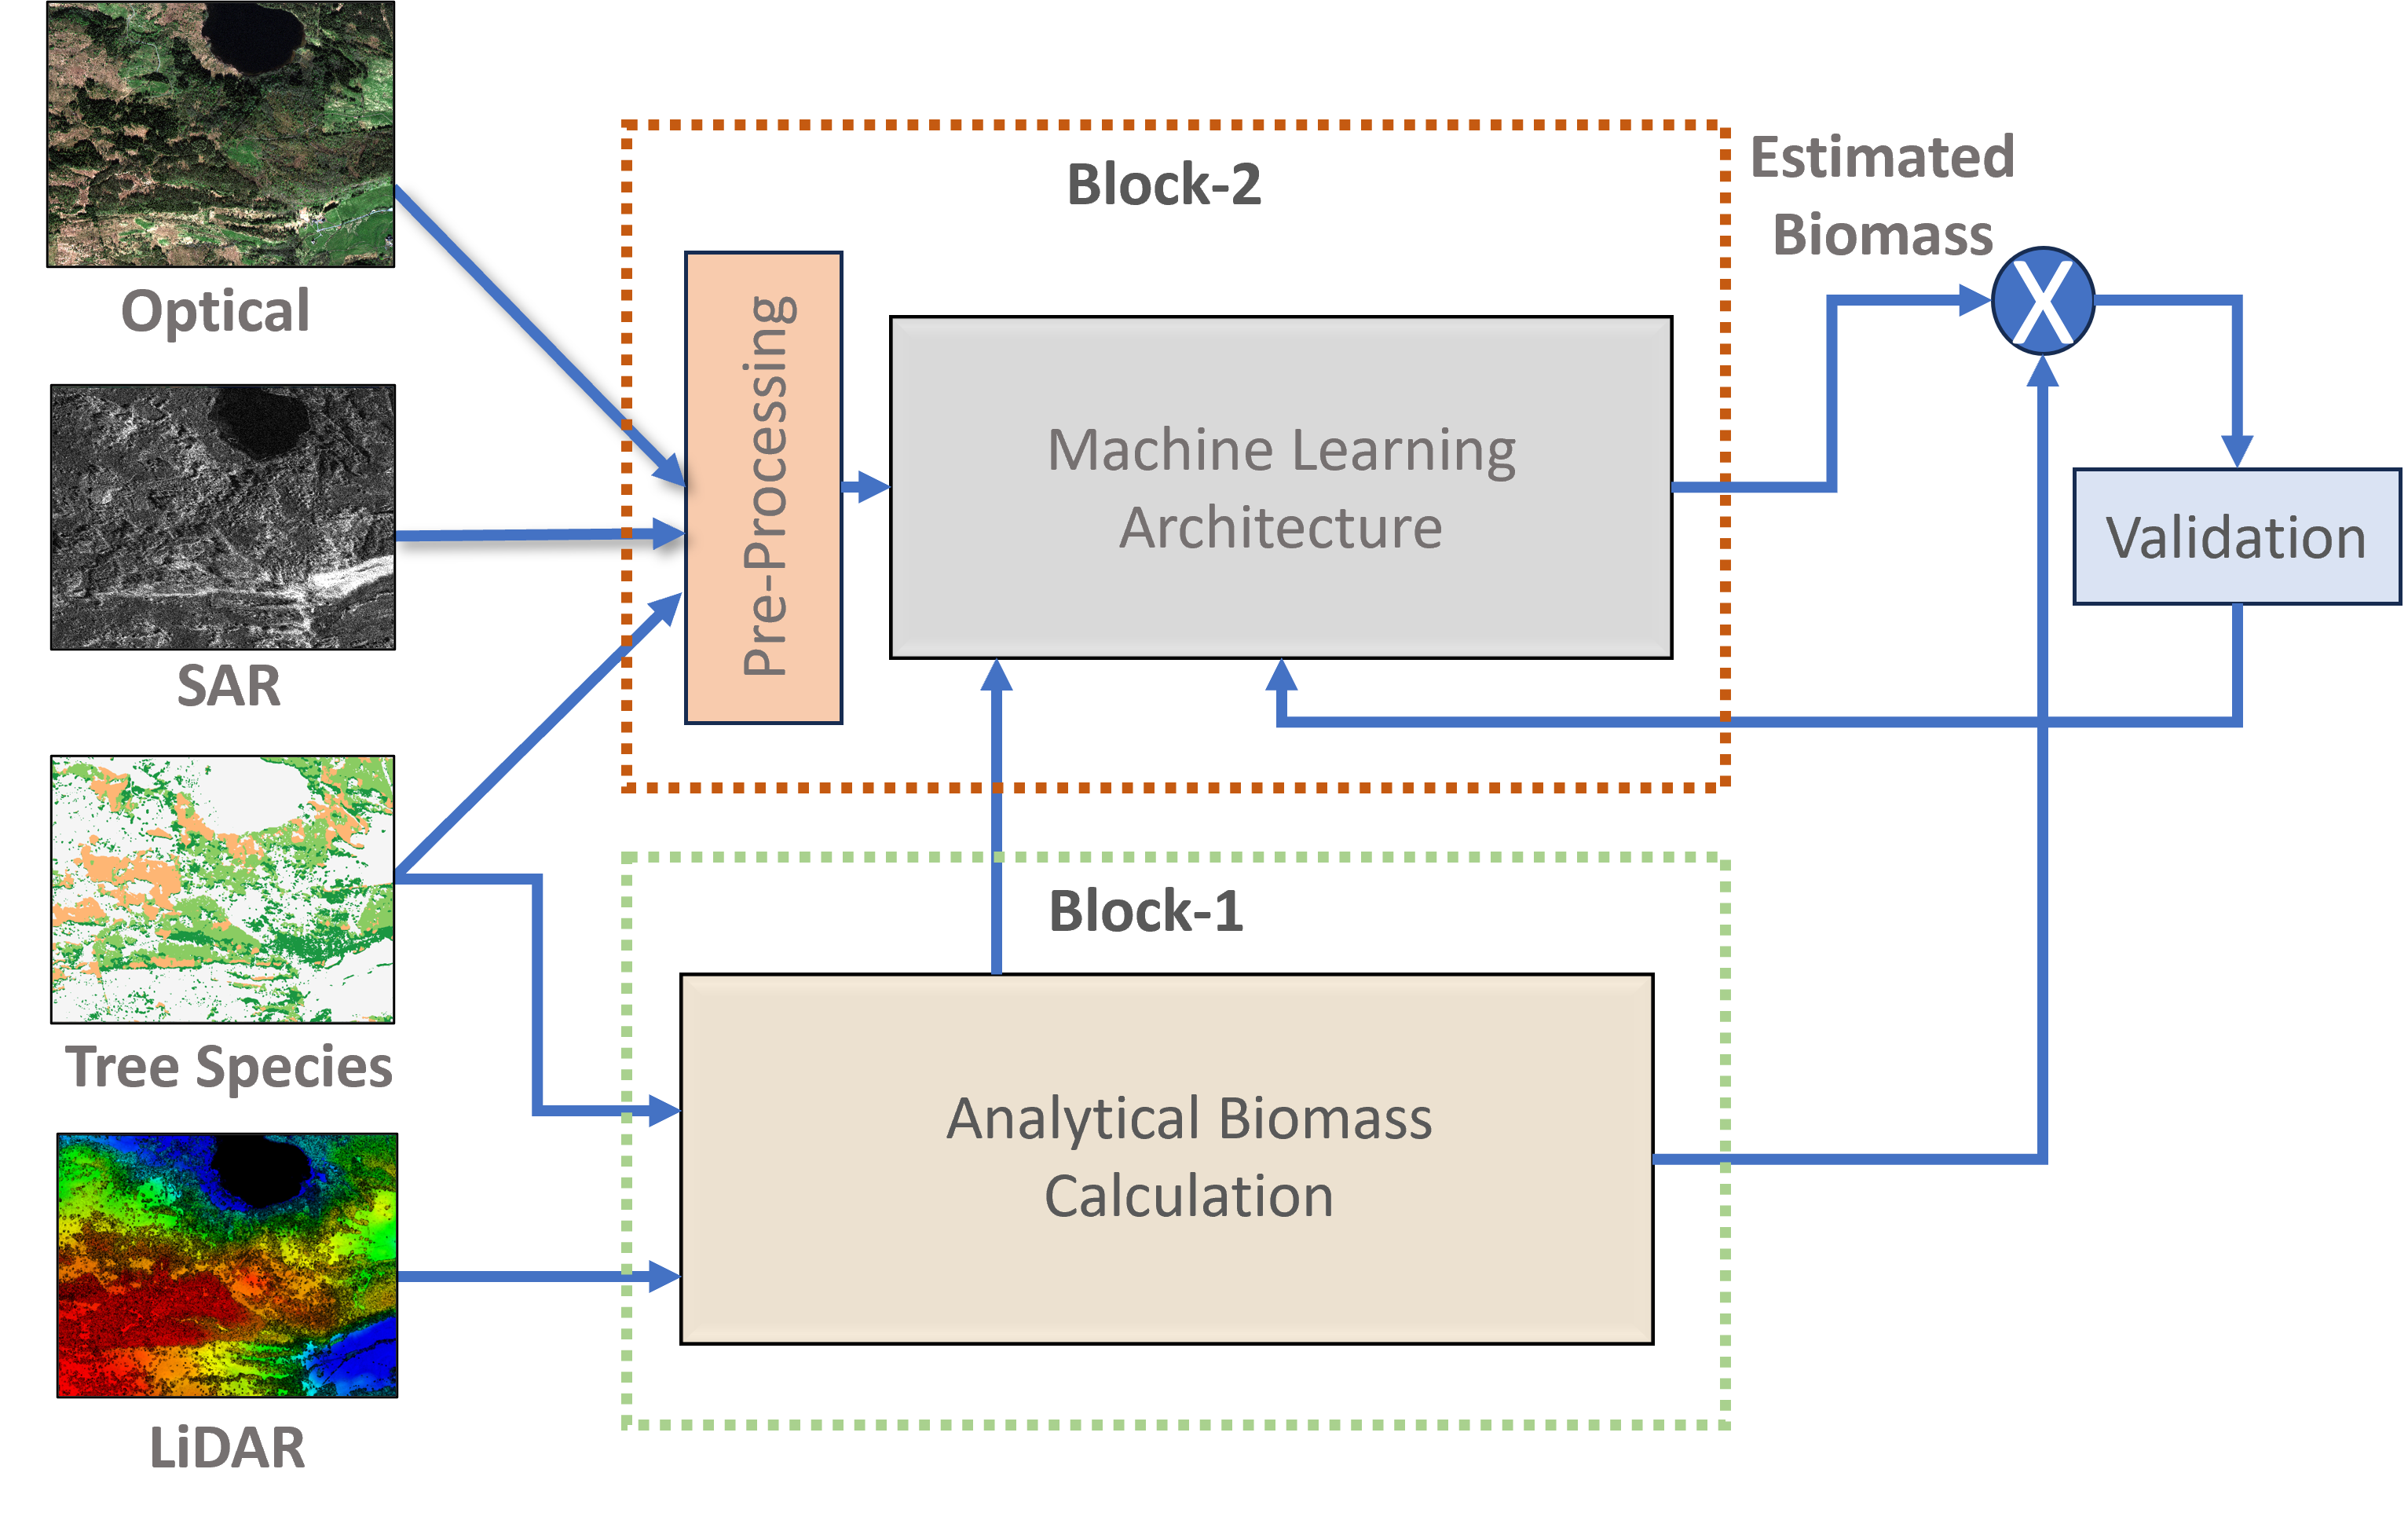 Optical
SAR
Tree Species
LiDAR
Block-2
Pre-Processing
Machine Learning
Architecture
Block-1
Analytical Biomass
Calculation
Estimated
Biomass
X
Validation